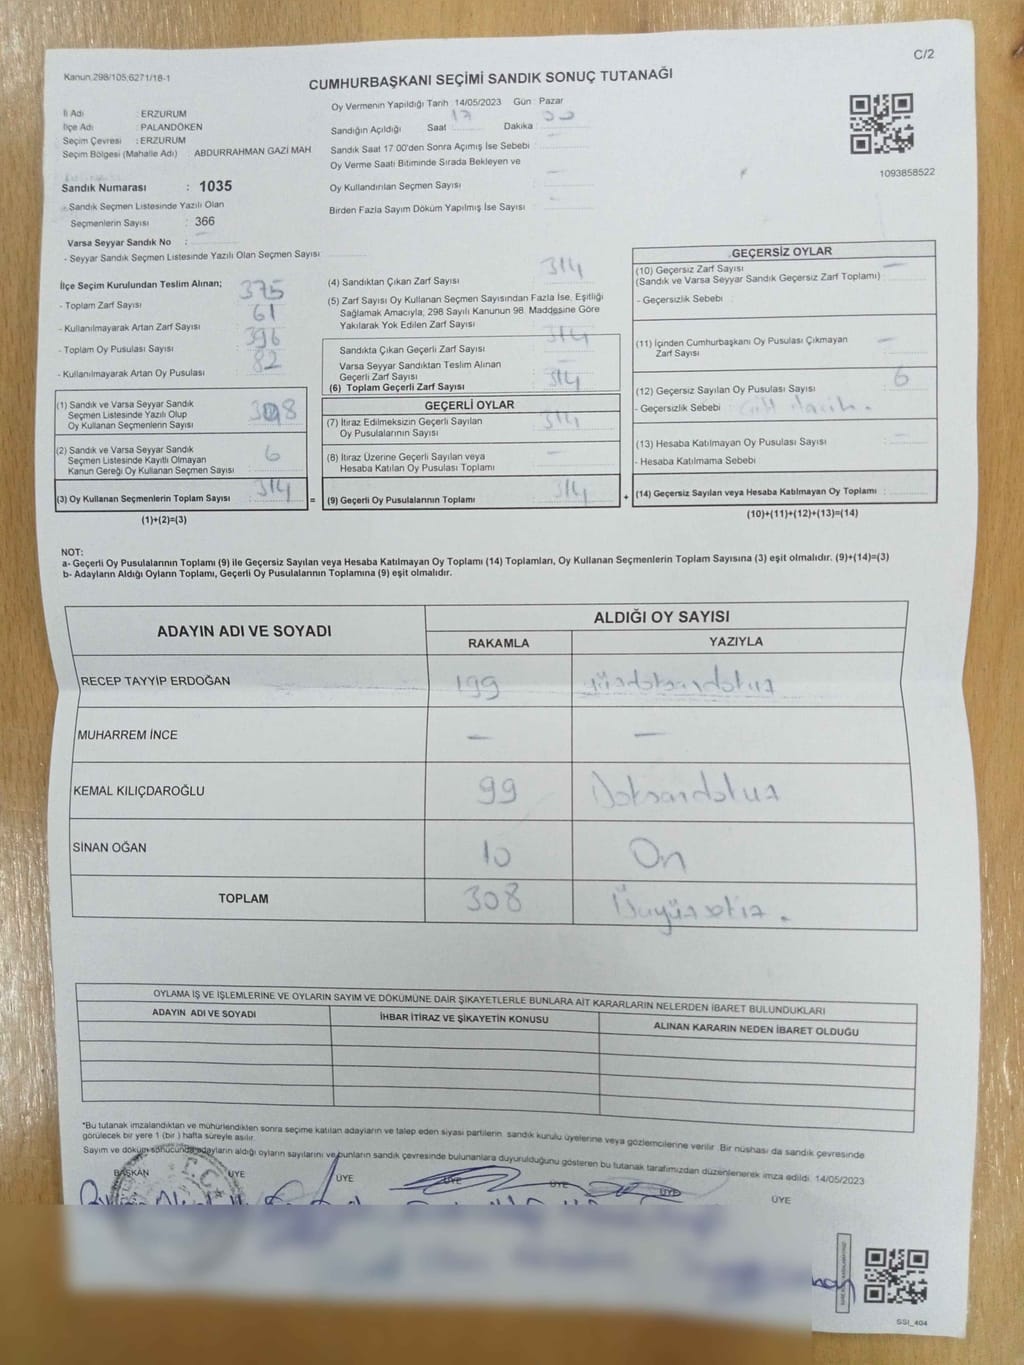 C/2
Kanun.298/105;6271/18-1
CUMHURBAŞKANI SEÇİMİ SANDIK SONUÇ TUTANAĞI
İl Adı : ERZURUM
İlçe Adı : PALANDÖKEN
Seçim Çevresi : ERZURUM
Seçim Bölgesi (Mahalle Adı) : ABDURRAHMAN GAZİ MAH
Sandık Numarası : 1035
- Sandık Seçmen Listesinde Yazılı Olan
Seçmenlerin Sayısı : 366
Varsa Seyyar Sandık No :
- Seyyar Sandık Seçmen Listesinde Yazılı Olan Seçmen Sayısı :
Oy Vermenin Yapıldığı Tarih 14/05/2023 Gün Pazar
Sandığın Açıldığı Saat 17 Dakika
Sandık Saat 17:00'den Sonra Açımış İse Sebebi :
Oy Verme Saati Bitiminde Sırada Bekleyen ve
Oy Kullandırılan Seçmen Sayısı :
Birden Fazla Sayım Döküm Yapılmış İse Sayısı :
1093858522
İlçe Seçim Kurulundan Teslim Alınan;
- Toplam Zarf Sayısı : 375
- Kullanılmayarak Artan Zarf Sayısı : 61
- Toplam Oy Pusulası Sayısı : 396
- Kullanılmayarak Artan Oy Pusulası : 82
(1) Sandık ve Varsa Seyyar Sandık
Seçmen Listesinde Yazılı Olup
Oy Kullanan Seçmenlerin Sayısı : 308
(2) Sandık ve Varsa Seyyar Sandık
Seçmen Listesinde Kayıtlı Olmayan
Kanun Gereği Oy Kullanan Seçmen Sayısı : 6
(3) Oy Kullanan Seçmenlerin Toplam Sayısı : 314 =
(1)+(2)=(3)
(4) Sandıktan Çıkan Zarf Sayısı : 314
(5) Zarf Sayısı Oy Kullanan Seçmen Sayısından Fazla İse, Eşitliği
Sağlamak Amacıyla, 298 Sayılı Kanunun 98. Maddesine Göre
Yakılarak Yok Edilen Zarf Sayısı :
Sandıkta Çıkan Geçerli Zarf Sayısı : 314
Varsa Seyyar Sandıktan Teslim Alınan
Geçerli Zarf Sayısı : —
(6) Toplam Geçerli Zarf Sayısı : 314
GEÇERLİ OYLAR
(7) İtiraz Edilmeksizin Geçerli Sayılan
Oy Pusulalarının Sayısı : 314
(8) İtiraz Üzerine Geçerli Sayılan veya
Hesaba Katılan Oy Pusulası Toplamı : —
(9) Geçerli Oy Pusulalarının Toplamı : 314 +
GEÇERSİZ OYLAR
(10) Geçersiz Zarf Sayısı : —
(Sandık ve Varsa Seyyar Sandık Geçersiz Zarf Toplamı)
- Geçersizlik Sebebi :
(11) İçinden Cumhurbaşkanı Oy Pusulası Çıkmayan
Zarf Sayısı : —
(12) Geçersiz Sayılan Oy Pusulası Sayısı : 6
- Geçersizlik Sebebi :
(13) Hesaba Katılmayan Oy Pusulası Sayısı : —
- Hesaba Katılmama Sebebi :
(14) Geçersiz Sayılan veya Hesaba Katılmayan Oy Toplamı :
(10)+(11)+(12)+(13)=(14)
NOT:
a- Geçerli Oy Pusulalarının Toplamı (9) ile Geçersiz Sayılan veya Hesaba Katılmayan Oy Toplamı (14) Toplamları, Oy Kullanan Seçmenlerin Toplam Sayısına (3) eşit olmalıdır. (9)+(14)=(3)
b- Adayların Aldığı Oyların Toplamı, Geçerli Oy Pusulalarının Toplamına (9) eşit olmalıdır.
ADAYIN ADI VE SOYADI
ALDIĞI OY SAYISI
RAKAMLA YAZIYLA
RECEP TAYYİP ERDOĞAN 199 Yüzdoksandokuz
MUHARREM İNCE — —
KEMAL KILIÇDAROĞLU 99 Doksandokuz
SİNAN OĞAN 10 On
TOPLAM 308 Üçyüzsekiz.
OYLAMA İŞ VE İŞLEMLERİNE VE OYLARIN SAYIM VE DÖKÜMÜNE DAİR ŞİKAYETLERLE BUNLARA AİT KARARLARIN NELERDEN İBARET BULUNDUKLARI
ADAYIN ADI VE SOYADI İHBAR İTİRAZ VE ŞİKAYETİN KONUSU ALINAN KARARIN NEDEN İBARET OLDUĞU
*Bu tutanak imzalandıktan ve mühürlendikten sonra seçime katılan adayların ve talep eden siyasi partilerin sandık kurulu üyelerine veya gözlemcilerine verilir. Bir nüshası da sandık çevresinde
görülecek bir yere 1 (bir ) hafta süreyle asılır.
Sayım ve döküm sonucunda adayların aldığı oyların sayılarını ve bunların sandık çevresinde bulunanlara duyurulduğunu gösteren bu tutanak tarafımızdan düzenlenerek imza edildi. 14/05/2023
BAŞKAN ÜYE ÜYE ÜYE ÜYE ÜYE ÜYE
T.C.
SSİ_404